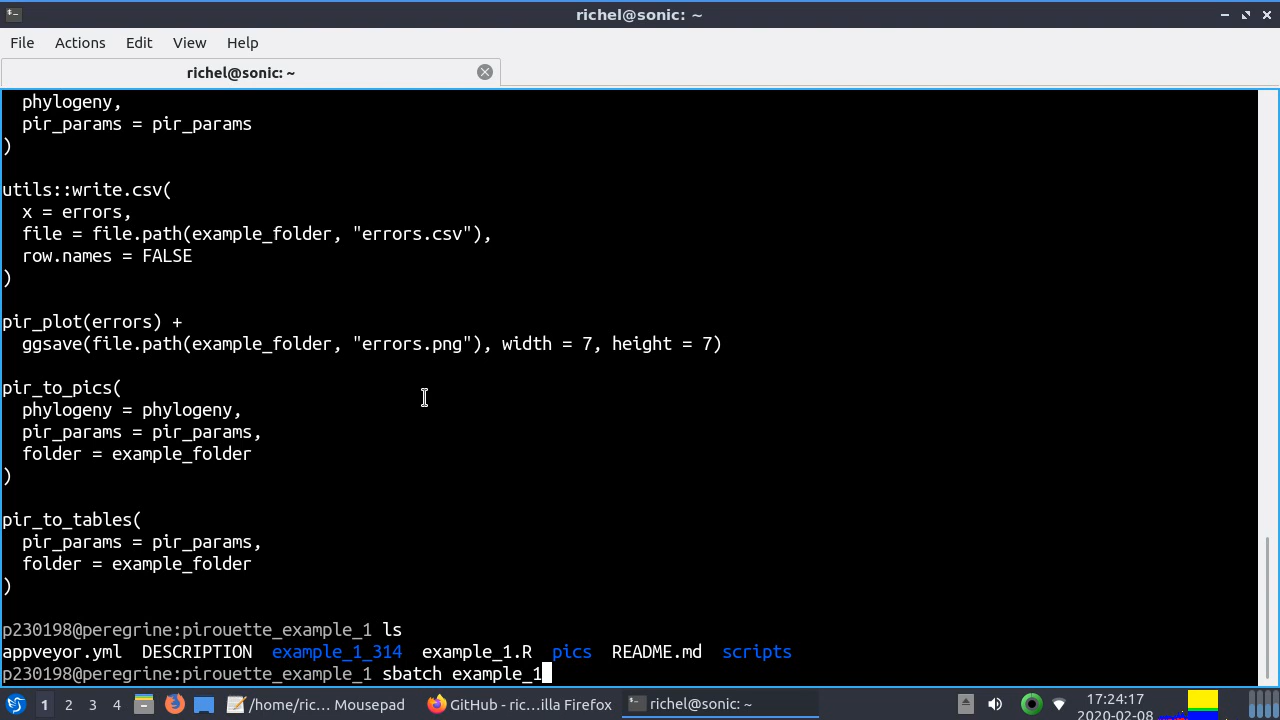 richel@sonic: ~
File Actions Edit View Help
richel@sonic: ~
phylogeny,
pir_params = pir_params
)
utils::write.csv(
x = errors,
file = file.path(example_folder, "errors.csv"),
row.names = FALSE
)
pir_plot(errors) +
ggsave(file.path(example_folder, "errors.png"), width = 7, height = 7)
pir_to_pics(
phylogeny = phylogeny,
pir_params = pir_params,
folder = example_folder
)
pir_to_tables(
pir_params = pir_params,
folder = example_folder
)
p230198@peregrine:pirouette_example_1 ls
appveyor.yml DESCRIPTION example_1_314 example_1.R pics README.md scripts
p230198@peregrine:pirouette_example_1 sbatch example_1
1 2 3 4 /home/ric... Mousepad GitHub - ric...illa Firefox richel@sonic: ~ 17:24:17
2020-02-08